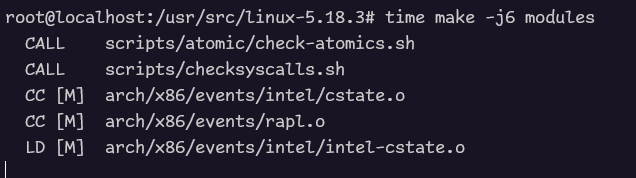 root@localhost:/usr/src/linux-5.18.3# time make -j6 modules
CALL scripts/atomic/check-atomics.sh
CALL scripts/checksyscalls.sh
CC [M] arch/x86/events/intel/cstate.o
CC [M] arch/x86/events/rapl.o
LD [M] arch/x86/events/intel/intel-cstate.o